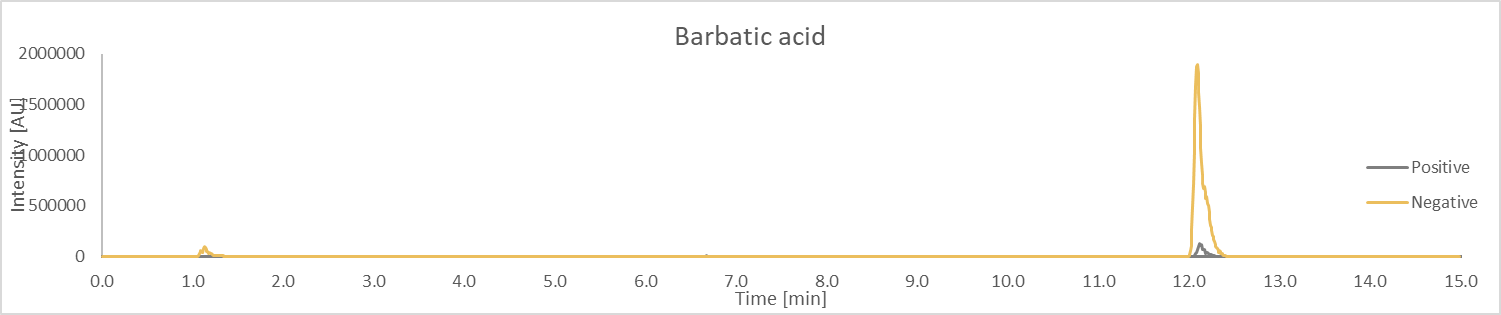 Barbatic acid
Intensity [AU]
2000000
1500000
1000000
500000
0
0.0 1.0 2.0 3.0 4.0 5.0 6.0 7.0 8.0 9.0 10.0 11.0 12.0 13.0 14.0 15.0
Time [min]
Positive
Negative